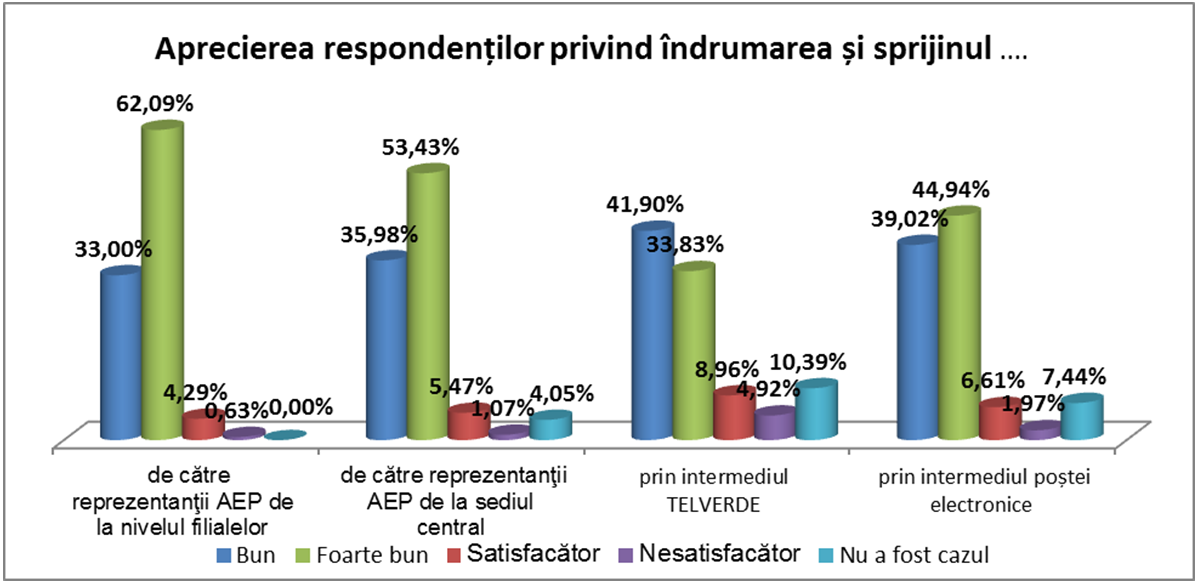 Aprecierea respondenților privind îndrumarea și sprijinul ....
62,09%
53,43%
44,94%
41,90%
39,02%
35,98%
33,00%
33,83%
4,29%
0,63%
0,00%
5,47%
1,07%
4,05%
8,96%
4,92%
10,39%
6,61%
1,97%
7,44%
de către
reprezentanţii AEP de
la nivelul filialelor
de către reprezentanţii
AEP de la sediul
central
prin intermediul
TELVERDE
prin intermediul poștei
electronice
Bun Foarte bun Satisfacător Nesatisfacător Nu a fost cazul